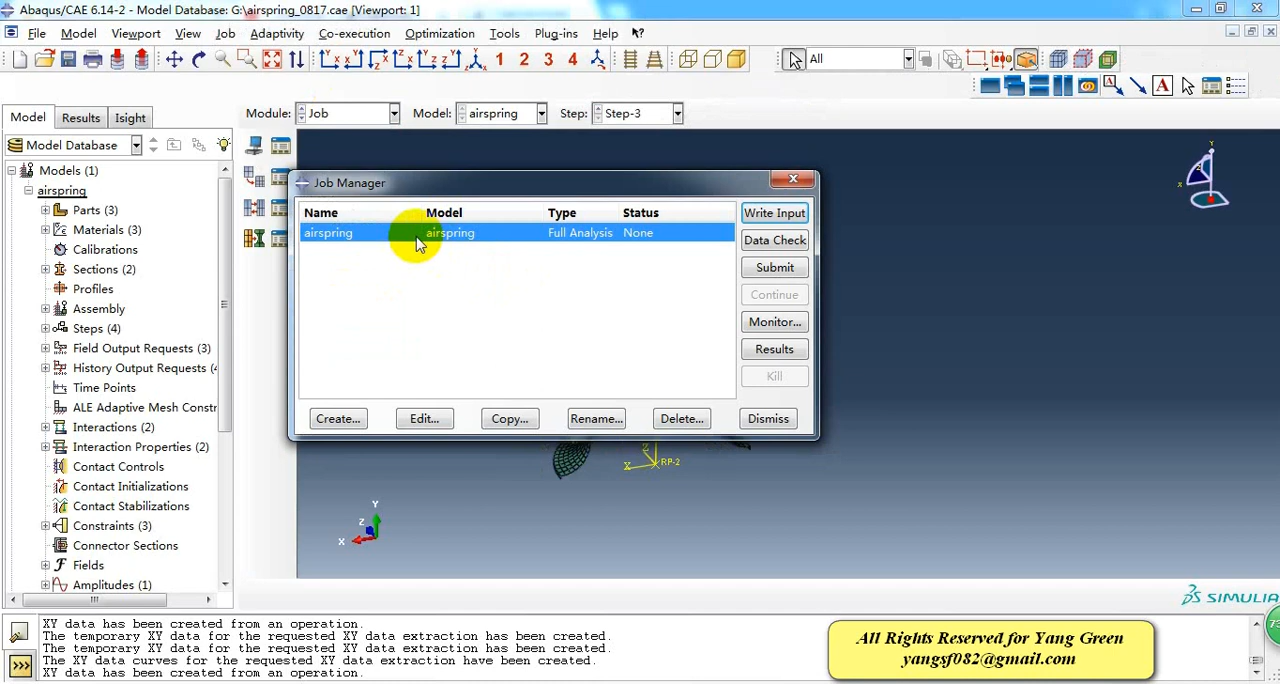 Abaqus/CAE 6.14-2 - Model Database: G:\airspring_0817.cae [Viewport: 1]
File Model Viewport View Job Adaptivity Co-execution Optimization Tools Plug-ins Help
1 2 3 4
All
A
Model Results Isight
Module: Job Model: airspring Step: Step-3
Model Database
Models (1)
airspring
Parts (3)
Materials (3)
Calibrations
Sections (2)
Profiles
Assembly
Steps (4)
Field Output Requests (3)
History Output Requests (4
Time Points
ALE Adaptive Mesh Constr
Interactions (2)
Interaction Properties (2)
Contact Controls
Contact Initializations
Contact Stabilizations
Constraints (3)
Connector Sections
Fields
Amplitudes (1)
Job Manager
Name Model Type Status
airspring airspring Full Analysis None
Write Input
Data Check
Submit
Continue
Monitor...
Results
Kill
Create... Edit... Copy... Rename... Delete... Dismiss
RP-2
X
Y
Z
X
Y
X
Z
SIMULIA
XY data has been created from an operation.
The temporary XY data for the requested XY data extraction has been created.
The temporary XY data for the requested XY data extraction has been created.
The XY data curves for the requested XY data extraction have been created.
XY data has been created from an operation.
All Rights Reserved for Yang Green
yangsf082@gmail.com